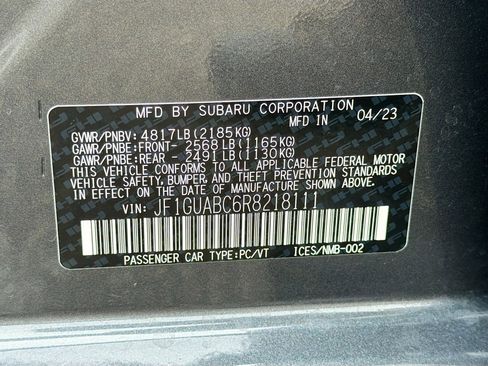 MFD BY SUBARU CORPORATION
MFD IN 04/23
GVWR/PNBV: 4817LB(2185KG)
GAWR/PNBE:FRONT- 2568LB(1165KG)
GAWR/PNBE:REAR - 2491LB(1130KG)
THIS VEHICLE CONFORMS TO ALL APPLICABLE FEDERAL MOTOR
VEHICLE SAFETY, BUMPER, AND THEFT PREVENTION STANDARDS
IN EFFECT ON THE DATE OF MANUFACTURE SHOWN ABOVE.
VIN: JF1GUABC6R8218111
PASSENGER CAR TYPE:PC/VT ICES/NMB-002